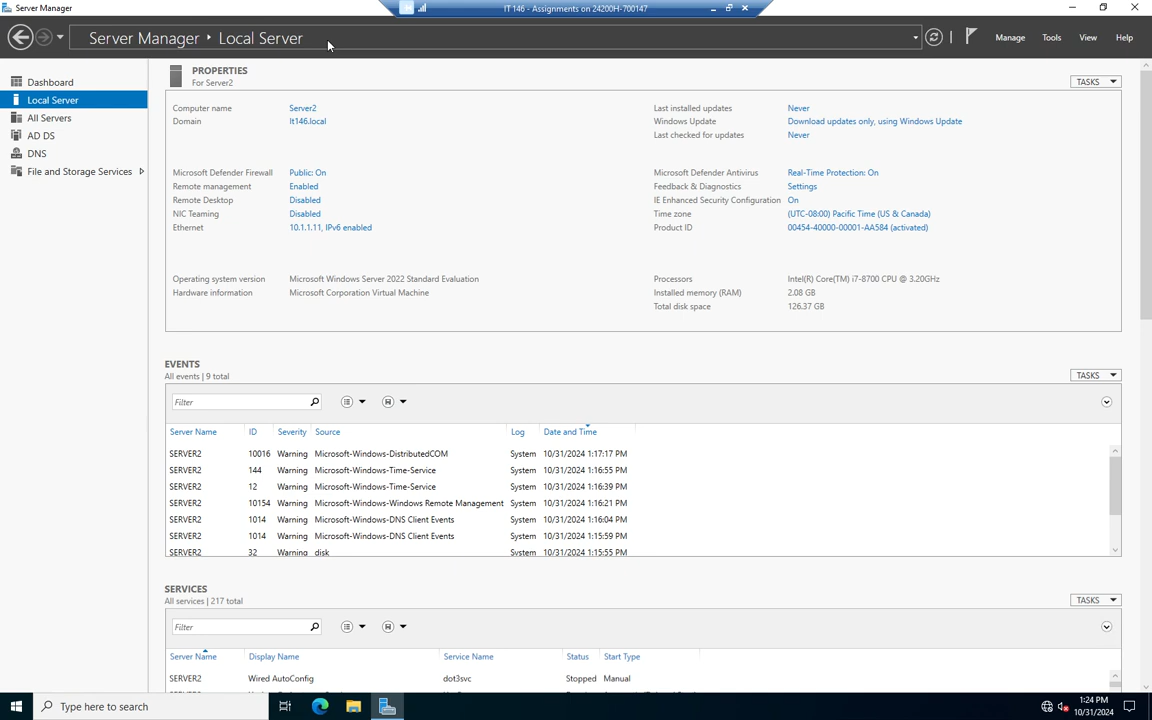 Server Manager
IT 146 - Assignments on 24200H-700147
Server Manager ‣ Local Server
Manage
Tools
View
Help
Dashboard
Local Server
All Servers
AD DS
DNS
File and Storage Services
PROPERTIES
For Server2
TASKS
Computer name Server2
Domain It146.local
Last installed updates Never
Windows Update Download updates only, using Windows Update
Last checked for updates Never
Microsoft Defender Firewall Public: On
Remote management Enabled
Remote Desktop Disabled
NIC Teaming Disabled
Ethernet 10.1.1.11, IPv6 enabled
Microsoft Defender Antivirus Real-Time Protection: On
Feedback & Diagnostics Settings
IE Enhanced Security Configuration On
Time zone (UTC-08:00) Pacific Time (US & Canada)
Product ID 00454-40000-00001-AA584 (activated)
Operating system version Microsoft Windows Server 2022 Standard Evaluation
Hardware information Microsoft Corporation Virtual Machine
Processors Intel(R) Core(TM) i7-8700 CPU @ 3.20GHz
Installed memory (RAM) 2.08 GB
Total disk space 126.37 GB
EVENTS
All events | 9 total
TASKS
Filter
Server Name ID Severity Source Log Date and Time
SERVER2 10016 Warning Microsoft-Windows-DistributedCOM System 10/31/2024 1:17:17 PM
SERVER2 144 Warning Microsoft-Windows-Time-Service System 10/31/2024 1:16:55 PM
SERVER2 12 Warning Microsoft-Windows-Time-Service System 10/31/2024 1:16:39 PM
SERVER2 10154 Warning Microsoft-Windows-Windows Remote Management System 10/31/2024 1:16:21 PM
SERVER2 1014 Warning Microsoft-Windows-DNS Client Events System 10/31/2024 1:16:04 PM
SERVER2 1014 Warning Microsoft-Windows-DNS Client Events System 10/31/2024 1:15:59 PM
SERVER2 32 Warning disk System 10/31/2024 1:15:55 PM
SERVICES
All services | 217 total
TASKS
Filter
Server Name Display Name Service Name Status Start Type
SERVER2 Wired AutoConfig dot3svc Stopped Manual
Type here to search
1:24 PM
10/31/2024